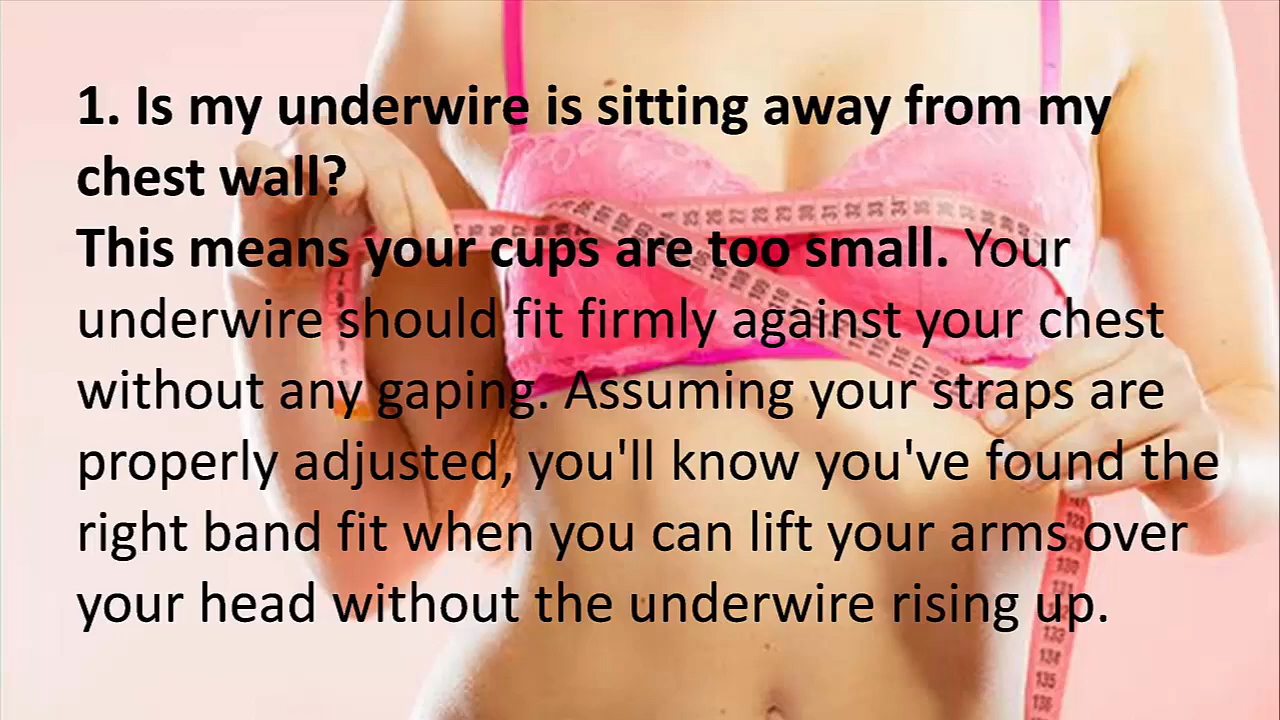 1. Is my underwire is sitting away from my
chest wall?
This means your cups are too small. Your
underwire should fit firmly against your chest
without any gaping. Assuming your straps are
properly adjusted, you'll know you've found the
right band fit when you can lift your arms over
your head without the underwire rising up.